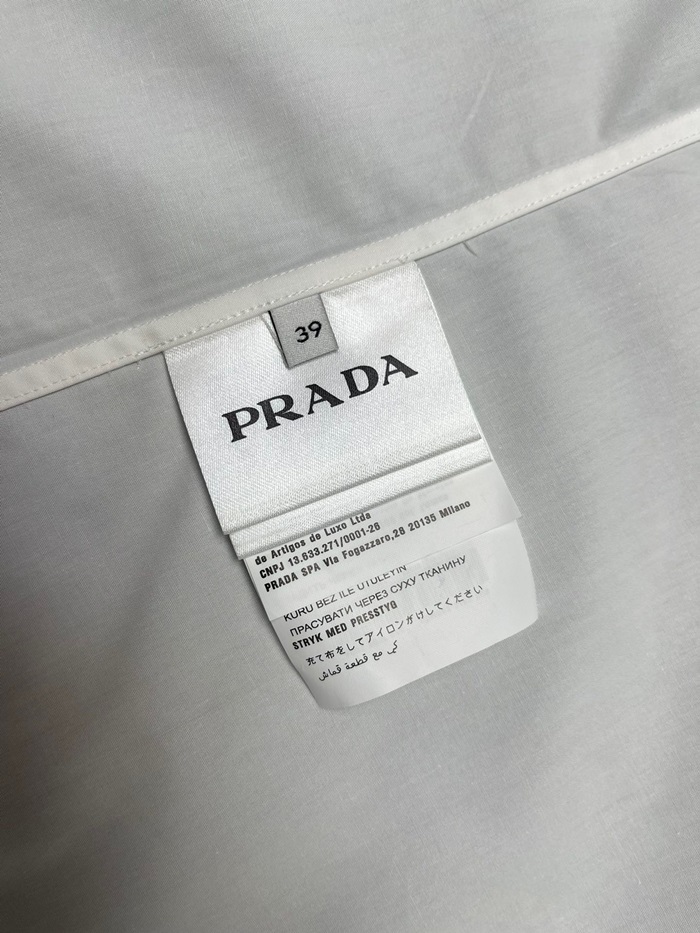 39
PRADA
de Artigos de Luxo Ltda
CNPJ 13.633.271/0001-26
PRADA SPA Via Fogazzaro,28 20135 Milano
KURU BEZ ILE UTULEYIN
ПРАСУВАТИ ЧЕРЕЗ СУХУ ТКАНИНУ
STRYK MED PRESSTYG
充て布をしてアイロンがけしてください
كي مع قطعة قماش